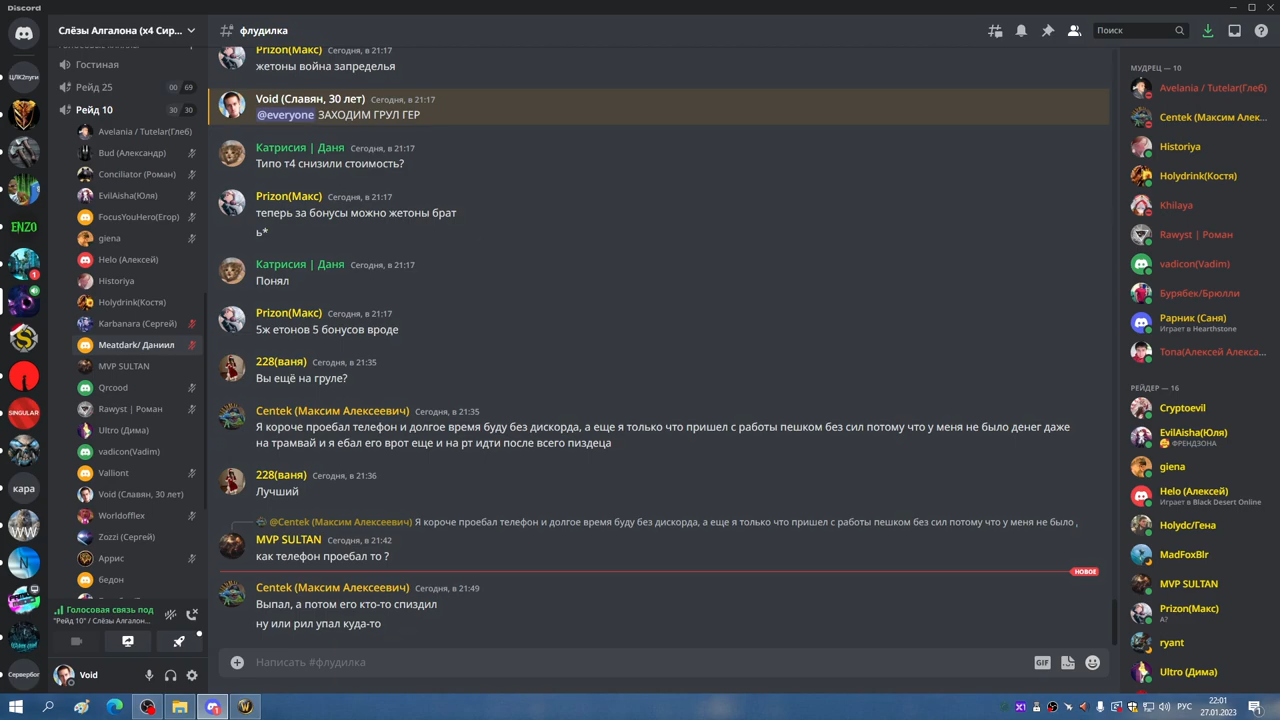 Discord
Слёзы Алгалона (x4 Сир...
флудилка
Поиск
ЦЛК2пуги
ENZO
1
SINGULAR
кара
WW
N
Сервербог
Гостиная
Рейд 25
00 69
Рейд 10
30 30
Avelania / Tutelar(Глеб)
Bud (Александр)
Conciliator (Роман)
EvilAisha(Юля)
FocusYouHero(Егор)
giena
Helo (Алексей)
Historiya
Holydrink(Костя)
Karbanara (Сергей)
Meatdark/ Даниил
MVP SULTAN
Qrcood
Rawyst | Роман
Ultro (Дима)
vadicon(Vadim)
Valliont
Void (Славян, 30 лет)
Worldofflex
Zozzi (Сергей)
Аррис
бедон
Голосовая связь под
"Рейд 10" / Слёзы Алгалон...
Void
Prizon(Макс) Сегодня, в 21:17
жетоны война запределья
Void (Славян, 30 лет) Сегодня, в 21:17
@everyone ЗАХОДИМ ГРУЛ ГЕР
Катрисия | Даня Сегодня, в 21:17
Типо т4 снизили стоимость?
Prizon(Макс) Сегодня, в 21:17
теперь за бонусы можно жетоны брат
ь*
Катрисия | Даня Сегодня, в 21:17
Понял
Prizon(Макс) Сегодня, в 21:17
5ж етонов 5 бонусов вроде
228(ваня) Сегодня, в 21:35
Вы ещё на груле?
Centek (Максим Алексеевич) Сегодня, в 21:35
Я короче проебал телефон и долгое время буду без дискорда, а еще я только что пришел с работы пешком без сил потому что у меня не было денег даже
на трамвай и я ебал его врот еще и на рт идти после всего пиздеца
228(ваня) Сегодня, в 21:36
Лучший
@Centek (Максим Алексеевич) Я короче проебал телефон и долгое время буду без дискорда, а еще я только что пришел с работы пешком без сил потому что у меня не было ,
MVP SULTAN Сегодня, в 21:42
как телефон проебал то ?
НОВОЕ
Centek (Максим Алексеевич) Сегодня, в 21:49
Выпал, а потом его кто-то спиздил
ну или рил упал куда-то
Написать #флудилка
GIF
МУДРЕЦ — 10
Avelania / Tutelar(Глеб)
Centek (Максим Алек...
Historiya
Holydrink(Костя)
Khilaya
Rawyst | Роман
vadicon(Vadim)
Бурябек/Брюлли
Рарник (Саня)
Играет в Hearthstone
Топа(Алексей Алекса...
РЕЙДЕР — 16
Cryptoevil
EvilAisha(Юля)
ФРЕНДЗОНА
giena
Helo (Алексей)
Играет в Black Desert Online
Holydc/Гена
MadFoxBlr
MVP SULTAN
Prizon(Макс)
А?
ryant
Ultro (Дима)
X1
РУС
22:01
27.01.2023
1